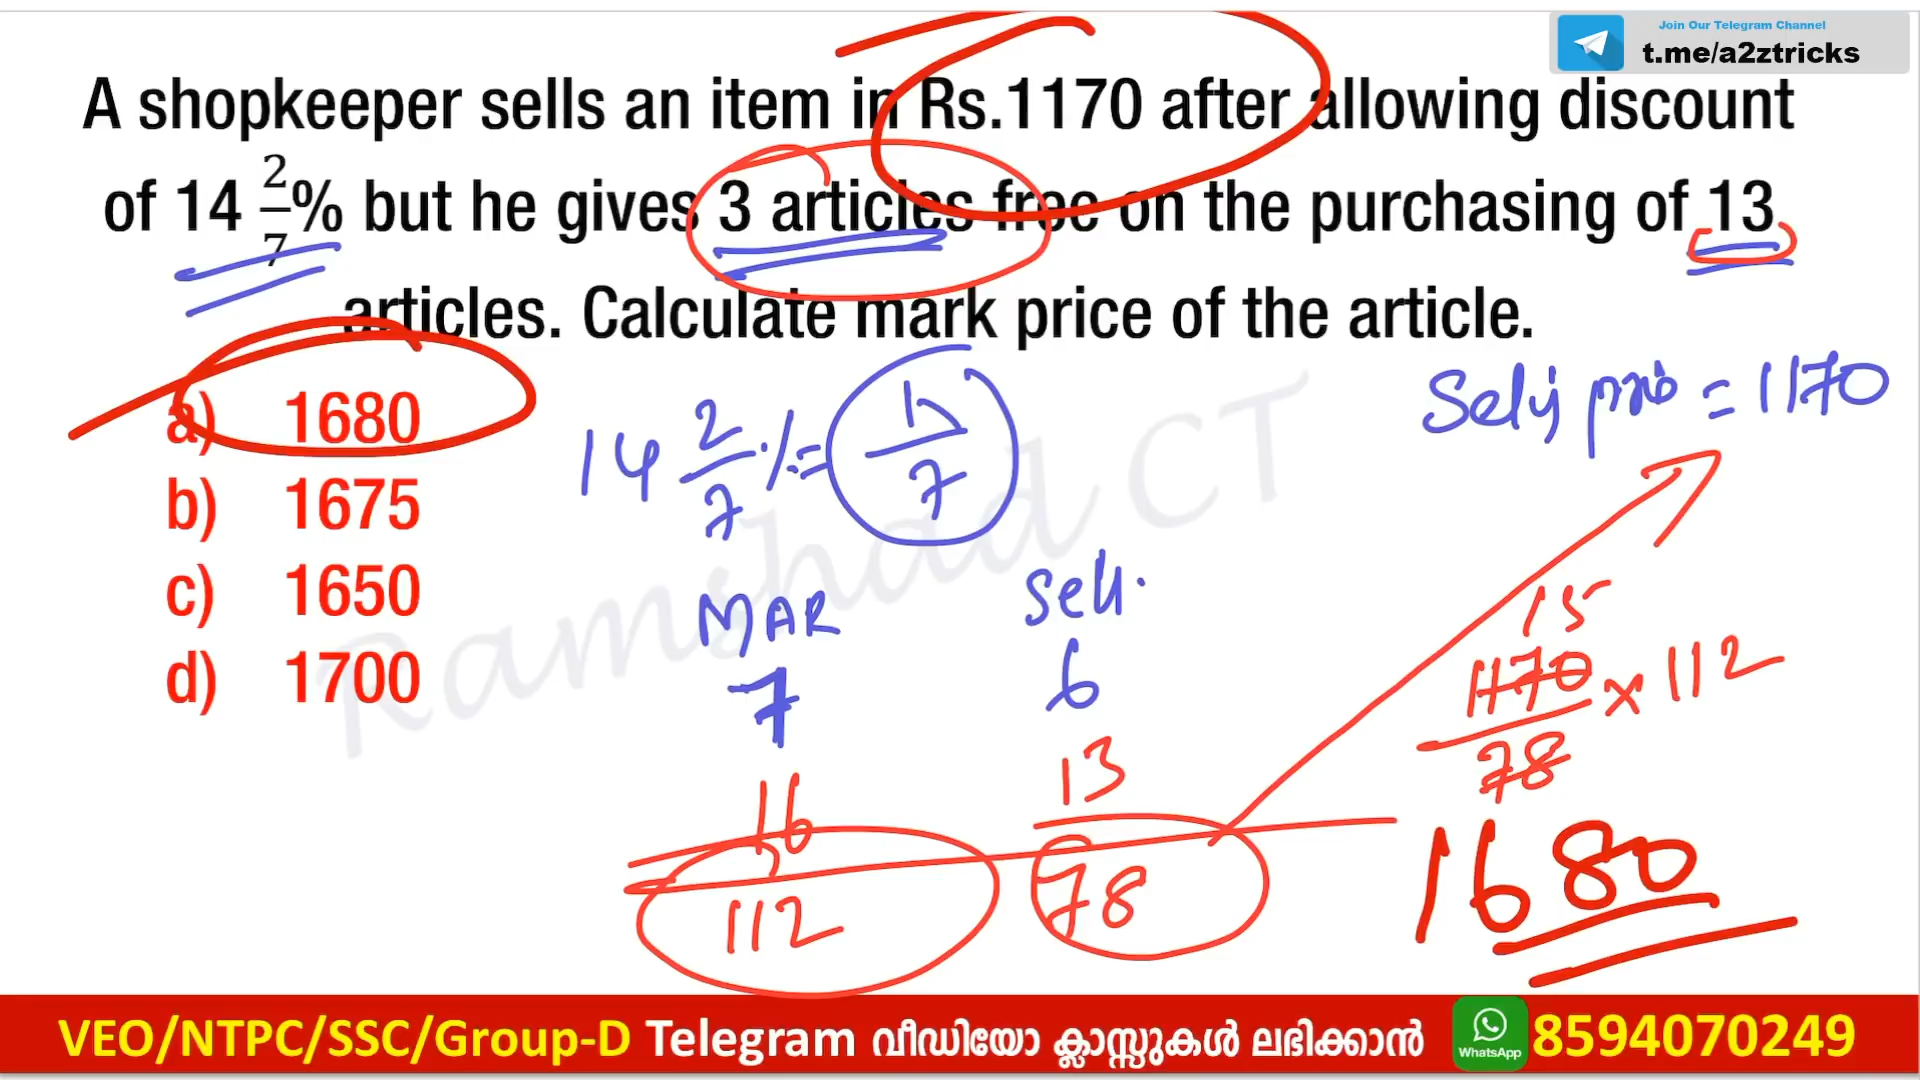 Join Our Telegram Channel
t.me/a2ztricks
A shopkeeper sells an item in Rs.1170 after allowing discount
of 14 2/7% but he gives 3 articles free on the purchasing of 13
articles. Calculate mark price of the article.
a) 1680
b) 1675
c) 1650
d) 1700
14 2/7 % = 1/7
= 1170
MAR Sell.
7 6
16 13
112 78
15
1170/78 × 112
1680
Ramshad CT
VEO/NTPC/SSC/Group-D Telegram വീഡിയോ ക്ലാസ്സുകൾ ലഭിക്കാൻ WhatsApp 8594070249